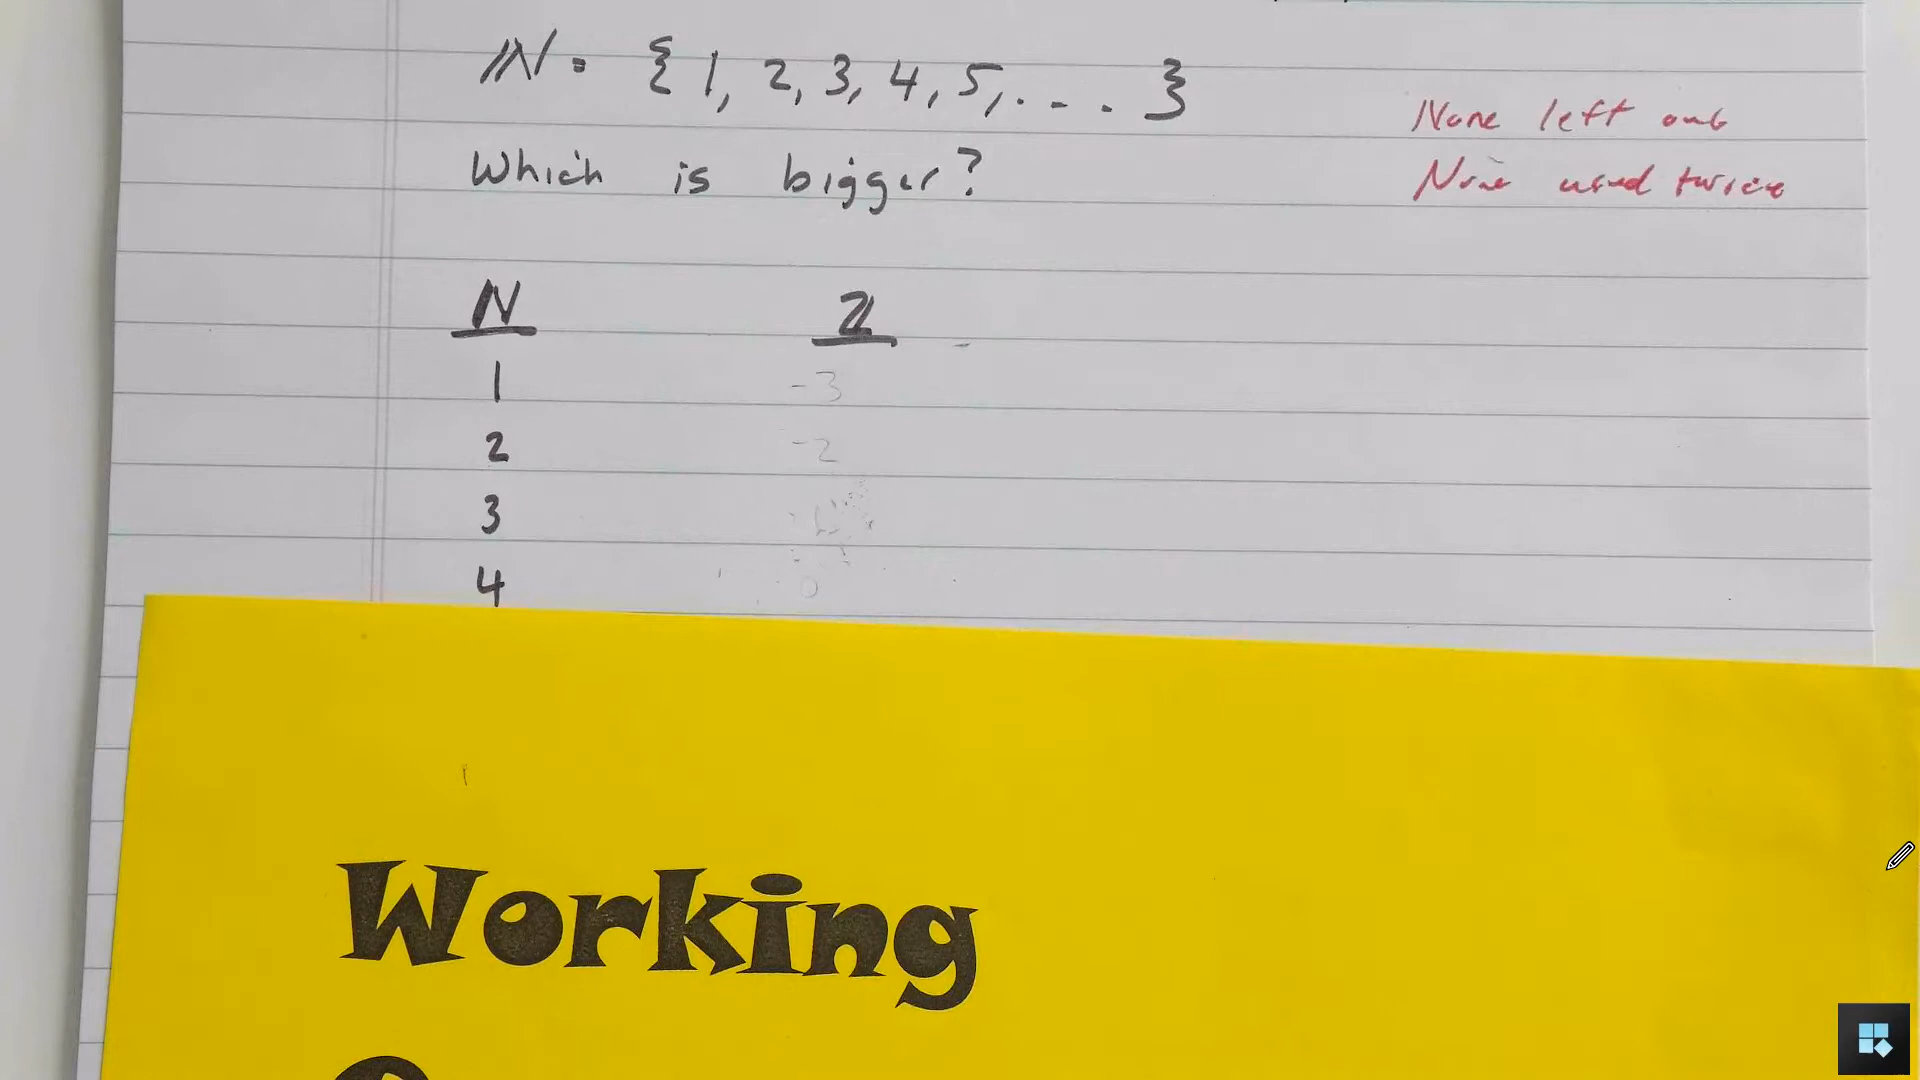 ℕ = { 1, 2, 3, 4, 5, . . . }
None left out
Which is bigger?
None used twice
N Z
1 -3
2 -2
3
4 0
Working